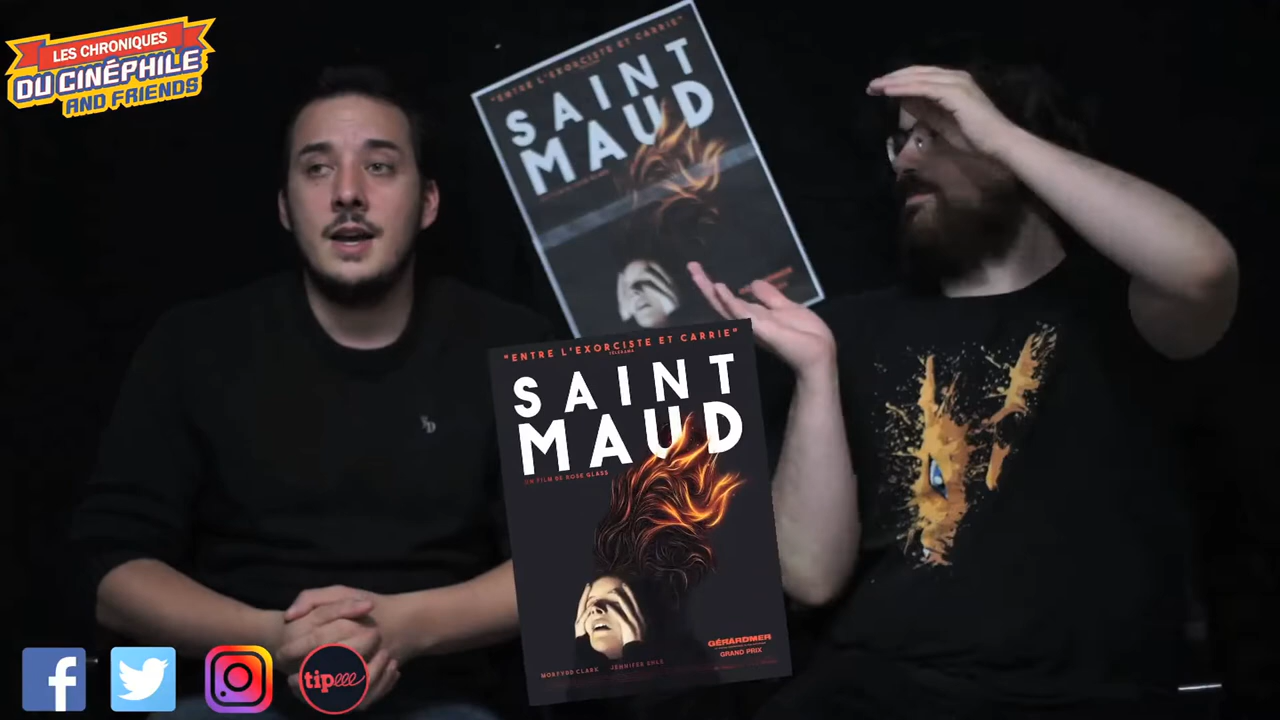 LES CHRONIQUES
DU CINÉPHILE
AND FRIENDS
"ENTRE L'EXORCISTE ET CARRIE"
SAINT
MAUD
"ENTRE L'EXORCISTE ET CARRIE"
TÉLÉRAMA
SAINT
MAUD
UN FILM DE ROSE GLASS
GÉRARDMER
GRAND PRIX
MORFYDD CLARK JENNIFER EHLE
tipeee